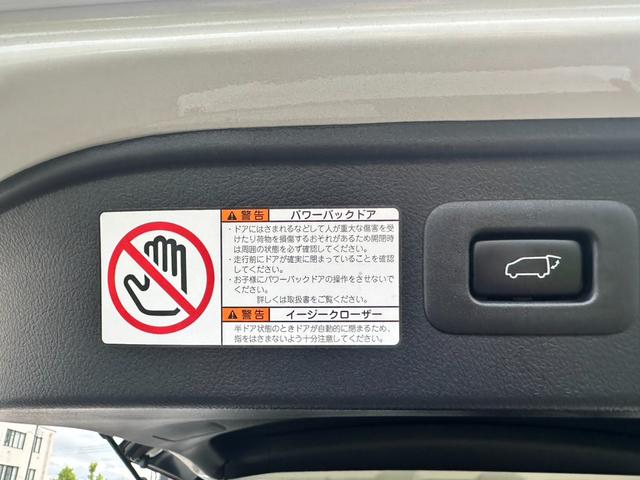 警告 パワーバックドア
・ドアにはさまれるなどして人が重大な傷害を受
けたり荷物を損傷するおそれがあるため開閉時
は周囲の状態を必ず確認してください。
・走行前にドアが確実に閉まっていることを確認
してください。
・お子様にパワーバックドアの操作をさせないで
ください。
詳しくは取扱書をご覧ください。
警告 イージークローザー
半ドア状態のときドアが自動的に閉まるため、
指をはさまないよう十分注意してください。